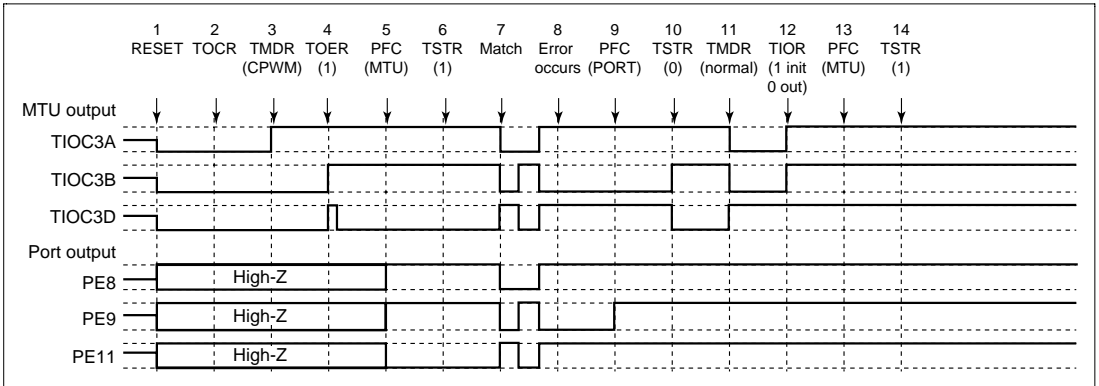 1 2 3 4 5 6 7 8 9 10 11 12 13 14
RESET TOCR TMDR TOER PFC TSTR Match Error PFC TSTR TMDR TIOR PFC TSTR
(CPWM) (1) (MTU) (1) occurs (PORT) (0) (normal) (1 init (MTU) (1)
0 out)
MTU output
TIOC3A
TIOC3B
TIOC3D
Port output
PE8 High-Z
PE9 High-Z
PE11 High-Z